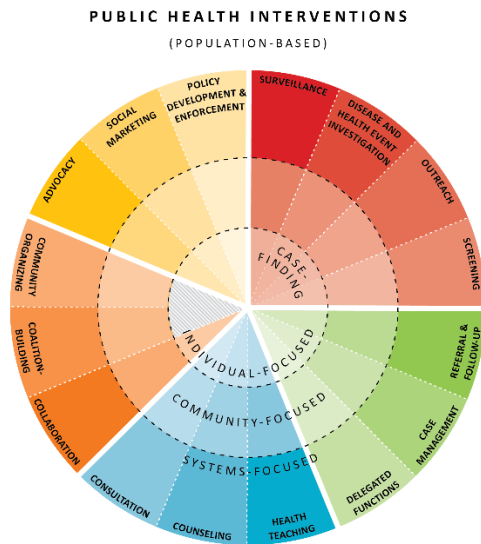 PUBLIC HEALTH INTERVENTIONS
(POPULATION-BASED)
SURVEILLANCE
DISEASE AND
HEALTH EVENT
INVESTIGATION
OUTREACH
SCREENING
REFERRAL &
FOLLOW-UP
CASE
MANAGEMENT
DELEGATED
FUNCTIONS
HEALTH
TEACHING
COUNSELING
CONSULTATION
COLLABORATION
COALITION-
BUILDING
COMMUNITY
ORGANIZING
ADVOCACY
SOCIAL
MARKETING
POLICY
DEVELOPMENT &
ENFORCEMENT
CASE
FINDING
INDIVIDUAL-FOCUSED
COMMUNITY-FOCUSED
SYSTEMS-FOCUSED